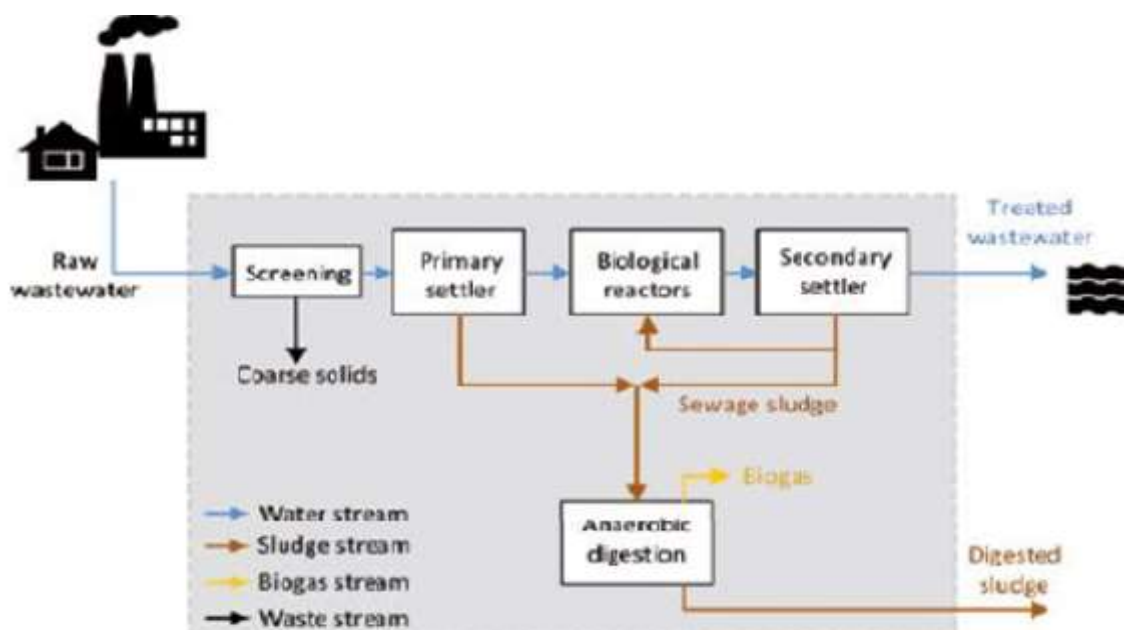 Treated
wastewater
Raw
wastewater
Screening
Primary
settler
Biological
reactors
Secondary
settler
Coarse solids
Sewage sludge
Biogas
Anaerobic
digestion
Water stream
Sludge stream
Biogas stream
Waste stream
Digested
sludge